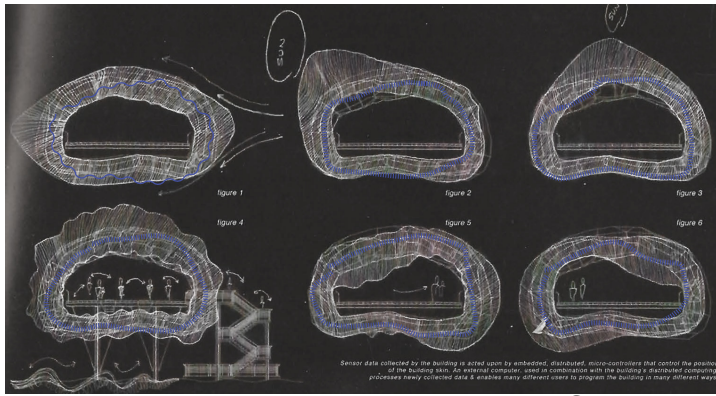 figure 1
figure 2
figure 3
figure 4
figure 5
figure 6
Sensor data collected by the building is acted upon by embedded, distributed, micro-controllers that control the position
of the building skin. An external computer, used in combination with the building's distributed computing
processes newly collected data & enables many different users to program the building in many different ways